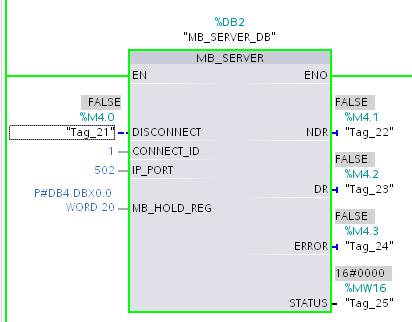 %DB2
"MB_SERVER_DB"
MB_SERVER
EN ENO
FALSE FALSE
%M4.0 %M4.1
"Tag_21" DISCONNECT NDR "Tag_22"
1 CONNECT_ID
FALSE
502 IP_PORT %M4.2
P#DB4.DBX0.0 DR "Tag_23"
WORD 20 MB_HOLD_REG
FALSE
%M4.3
ERROR "Tag_24"
16#0000
%MW16
STATUS "Tag_25"